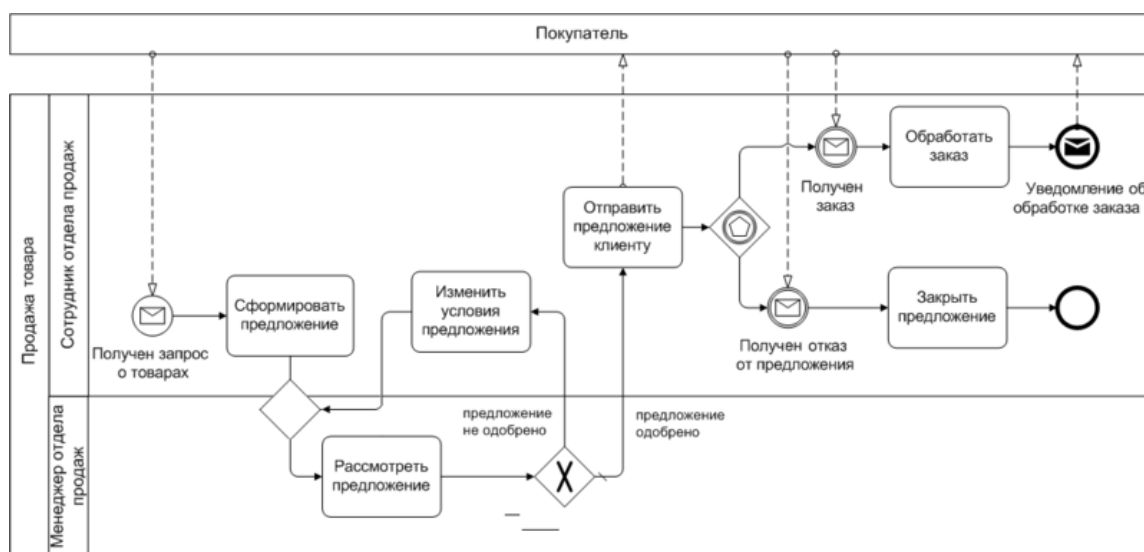 Покупатель
Продажа товара
Сотрудник отдела продаж
Менеджер отдела
продаж
Получен запрос
о товарах
Сформировать
предложение
Изменить
условия
предложения
Рассмотреть
предложение
предложение
не одобрено
предложение
одобрено
Отправить
предложение
клиенту
Получен
заказ
Обработать
заказ
Уведомление об
обработке заказа
Получен отказ
от предложения
Закрыть
предложение